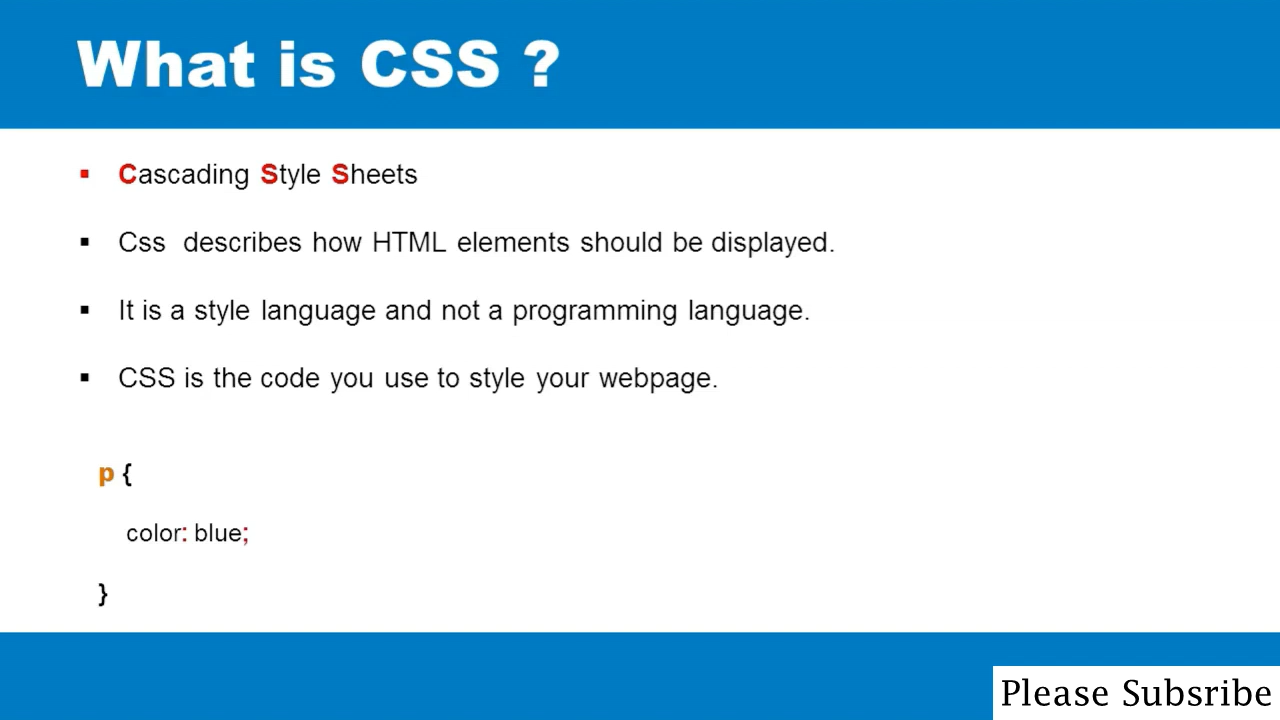 What is CSS ?
▪ Cascading Style Sheets
▪ Css describes how HTML elements should be displayed.
▪ It is a style language and not a programming language.
▪ CSS is the code you use to style your webpage.
p {
color: blue;
}
Please Subsribe